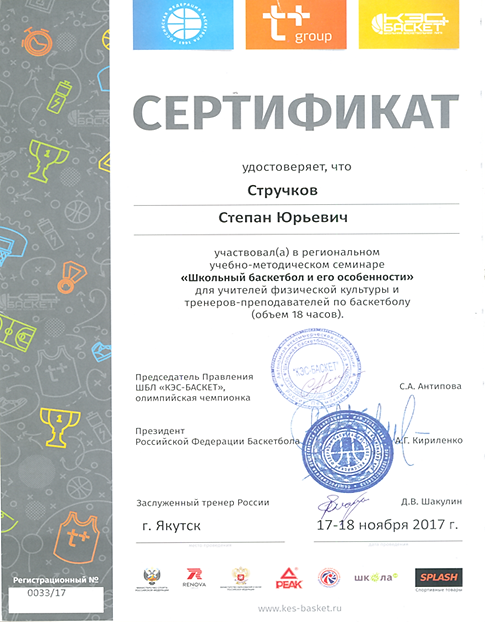 t+
group
КЭС
БАСКЕТ
СЕРТИФИКАТ
удостоверяет, что
Стручков
Степан Юрьевич
участвовал(а) в региональном
учебно-методическом семинаре
«Школьный баскетбол и его особенности»
для учителей физической культуры и
тренеров-преподавателей по баскетболу
(объем 18 часов).
"КЭС-БАСКЕТ"
Председатель Правления
ШБЛ «КЭС-БАСКЕТ»,
олимпийская чемпионка
С.А. Антипова
Президент
Российской Федерации Баскетбола
А.Г. Кириленко
Заслуженный тренер России
Д.В. Шакулин
г. Якутск
17-18 ноября 2017 г.
Регистрационный №
0033/17
RENOVA
PEAK
школа
SPLASH
Спортивные товары
www.kes-basket.ru